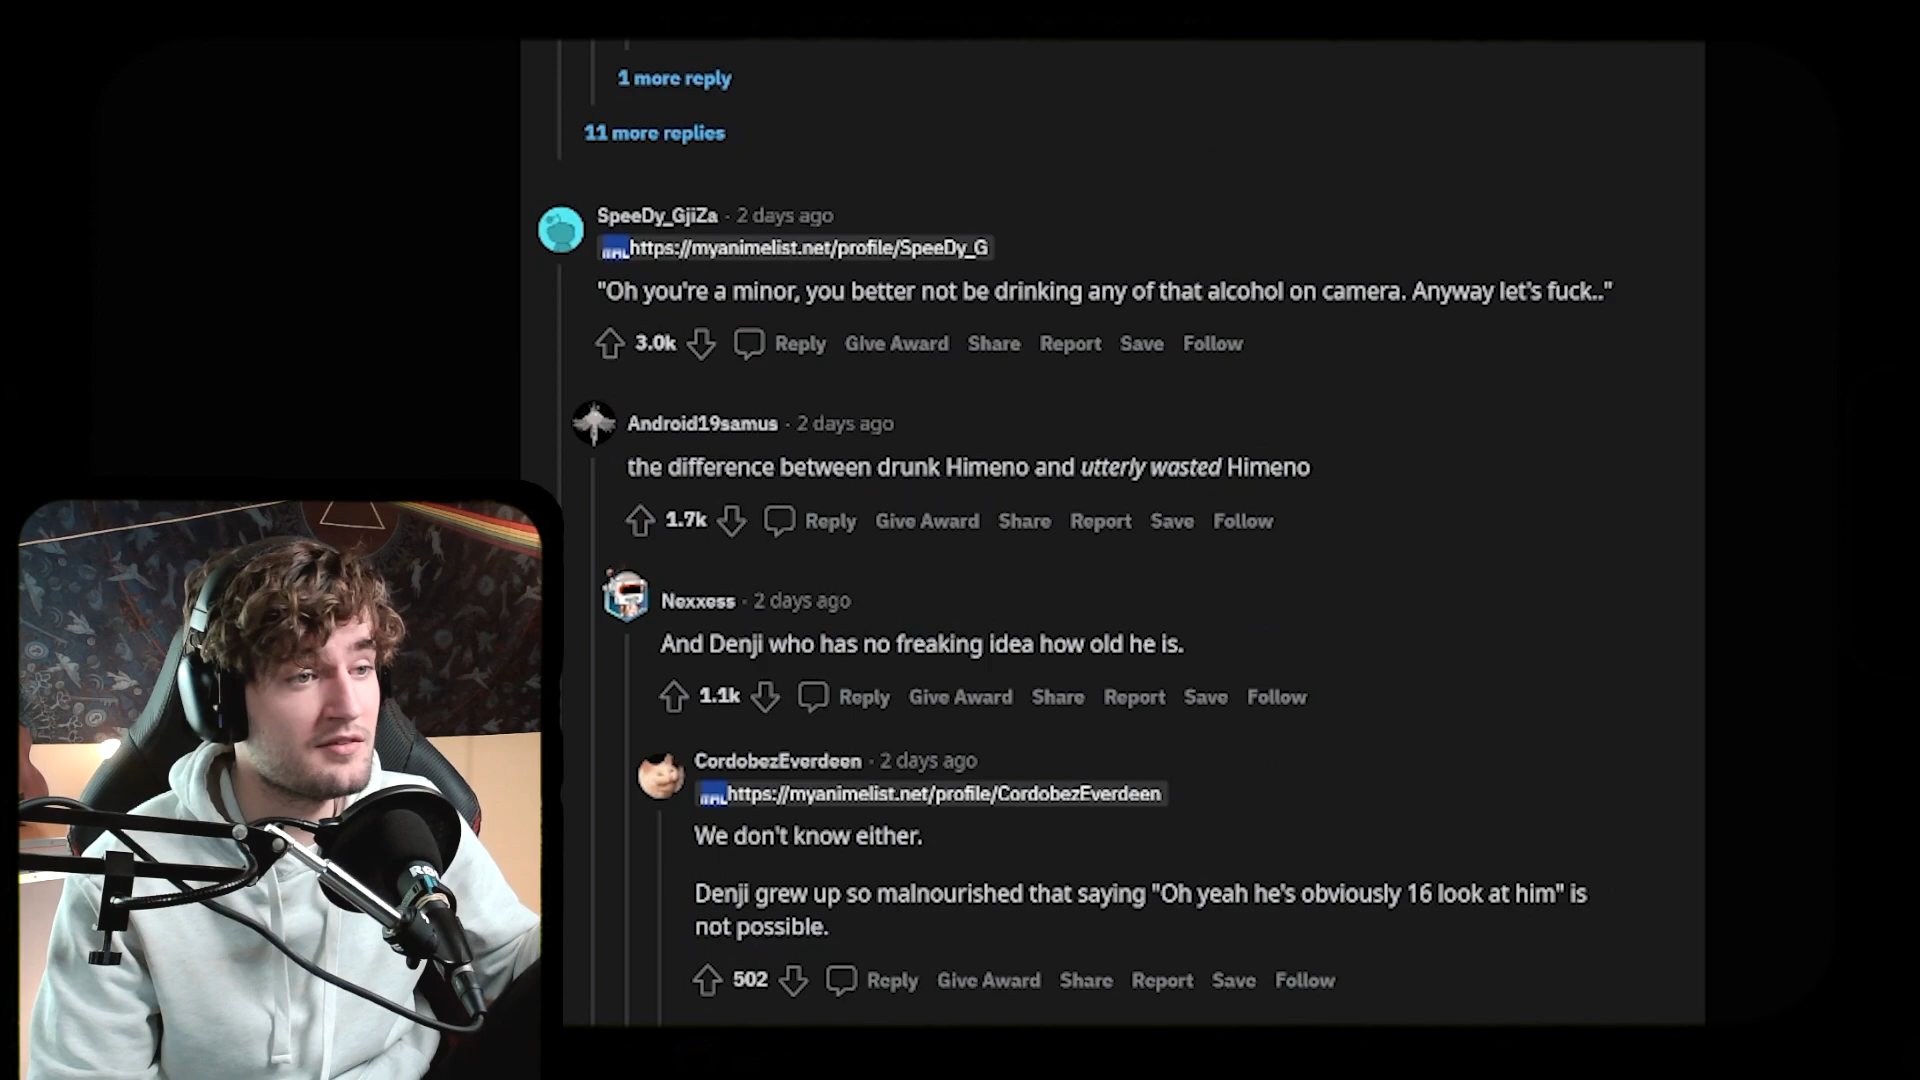 1 more reply
11 more replies
SpeeDy_GjiZa · 2 days ago
MAL https://myanimelist.net/profile/SpeeDy_G
"Oh you're a minor, you better not be drinking any of that alcohol on camera. Anyway let's fuck.."
3.0k Reply Give Award Share Report Save Follow
Android19samus · 2 days ago
the difference between drunk Himeno and utterly wasted Himeno
1.7k Reply Give Award Share Report Save Follow
Nexxess · 2 days ago
And Denji who has no freaking idea how old he is.
1.1k Reply Give Award Share Report Save Follow
CordobezEverdeen · 2 days ago
MAL https://myanimelist.net/profile/CordobezEverdeen
We don't know either.
Denji grew up so malnourished that saying "Oh yeah he's obviously 16 look at him" is
not possible.
502 Reply Give Award Share Report Save Follow